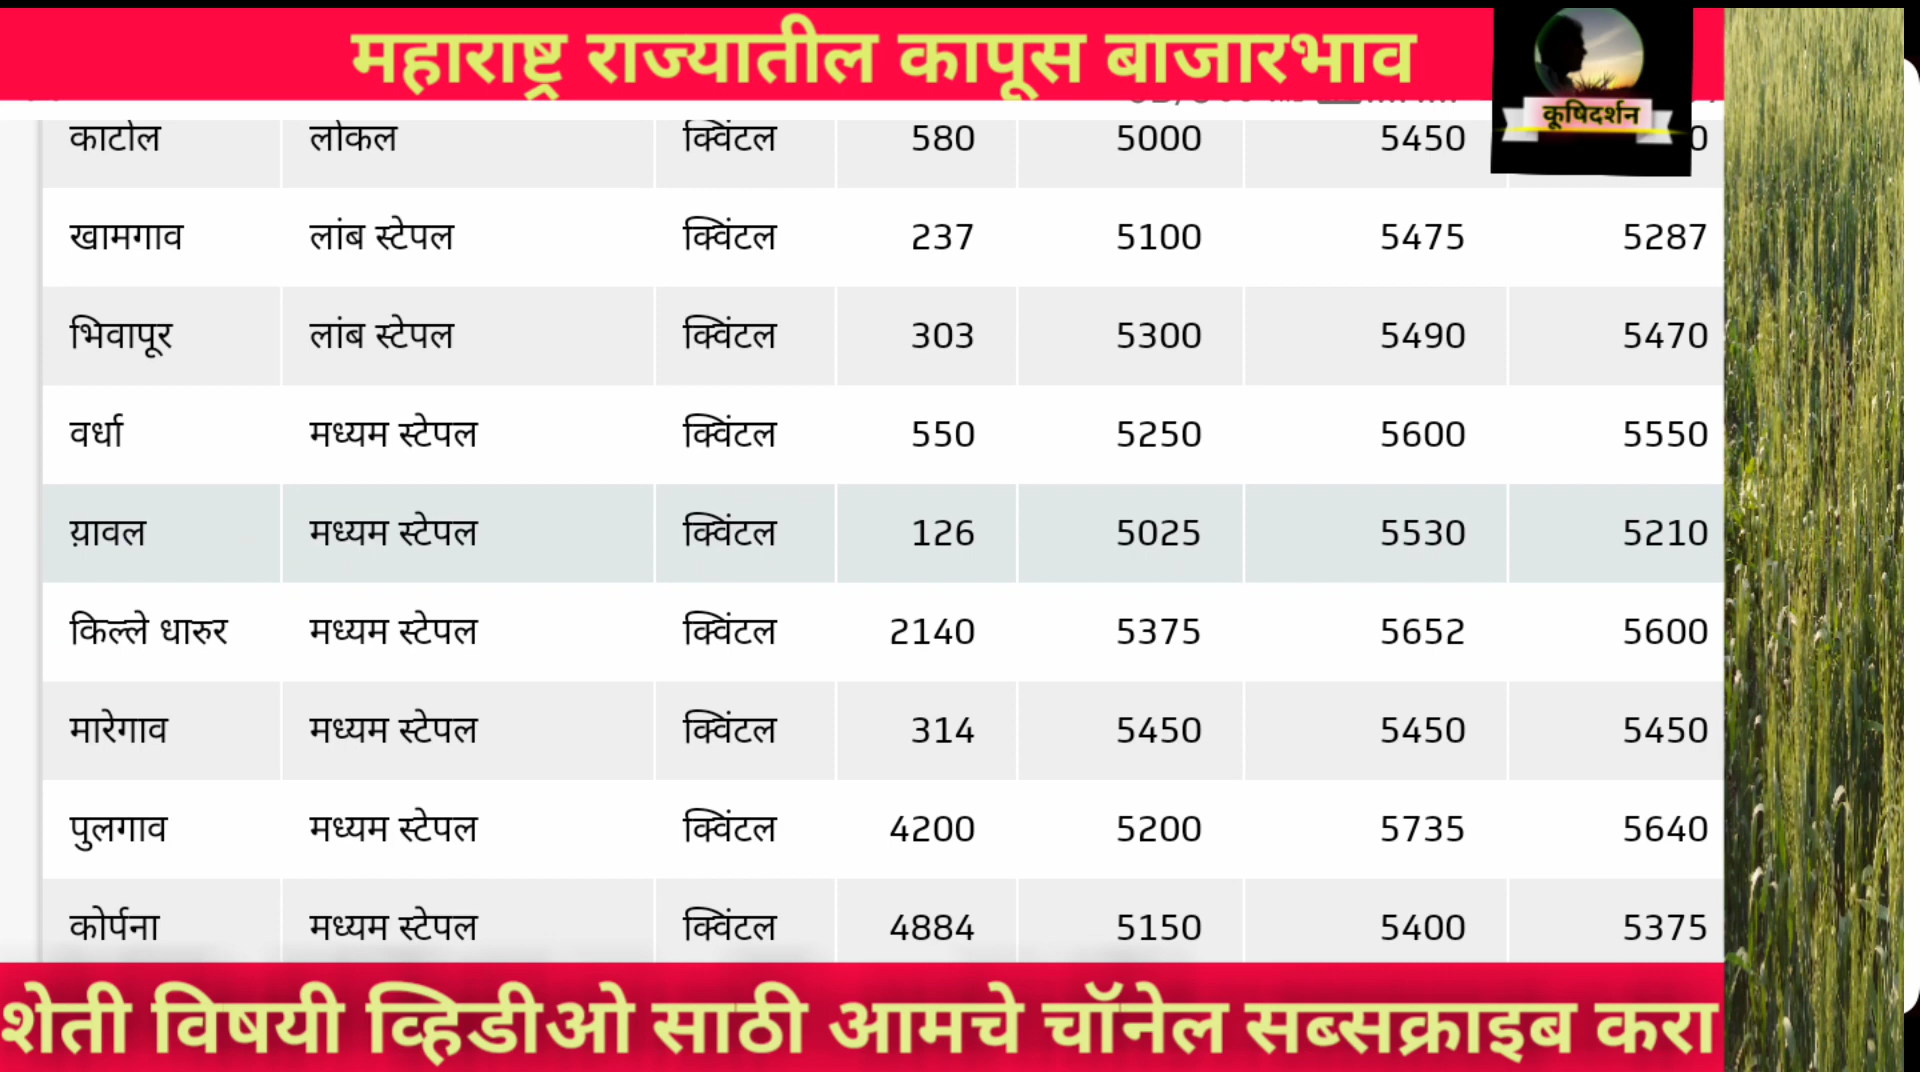 महाराष्ट्र राज्यातील कापूस बाजारभाव
कृषिदर्शन
काटोल लोकल क्विंटल 580 5000 5450
खामगाव लांब स्टेपल क्विंटल 237 5100 5475 5287
भिवापूर लांब स्टेपल क्विंटल 303 5300 5490 5470
वर्धा मध्यम स्टेपल क्विंटल 550 5250 5600 5550
य़ावल मध्यम स्टेपल क्विंटल 126 5025 5530 5210
किल्ले धारुर मध्यम स्टेपल क्विंटल 2140 5375 5652 5600
मारेगाव मध्यम स्टेपल क्विंटल 314 5450 5450 5450
पुलगाव मध्यम स्टेपल क्विंटल 4200 5200 5735 5640
कोर्पना मध्यम स्टेपल क्विंटल 4884 5150 5400 5375
शेती विषयी व्हिडीओ साठी आमचे चॉनेल सब्सक्राइब करा